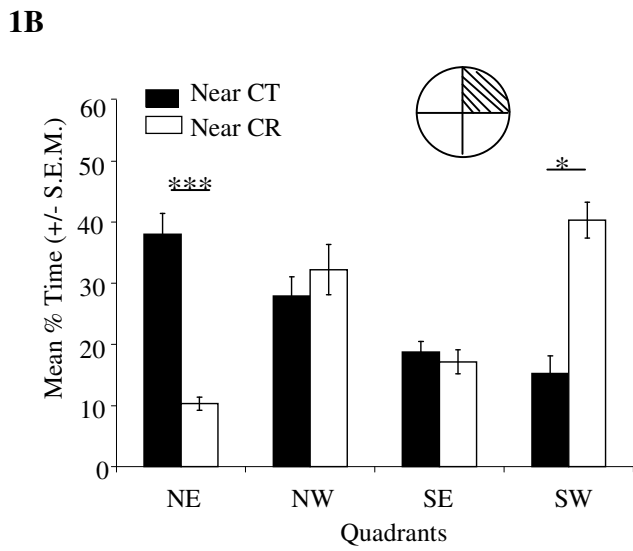 1B
Near CT
Near CR
Mean % Time (+/- S.E.M.)
60
50
40
30
20
10
0
***
*
NE NW SE SW
Quadrants